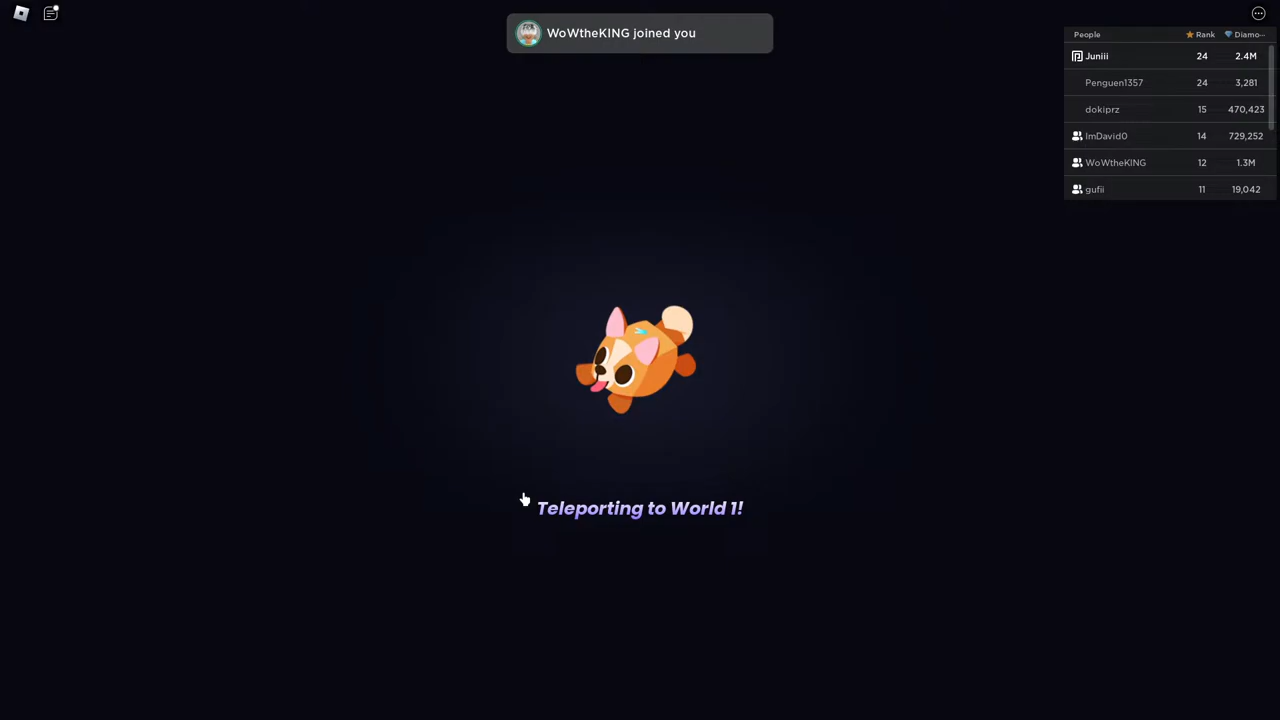 WoWtheKING joined you
People Rank Diamo...
Juniii 24 2.4M
Penguen1357 24 3,281
dokiprz 15 470,423
ImDavid0 14 729,252
WoWtheKING 12 1.3M
gufii 11 19,042
Teleporting to World 1!